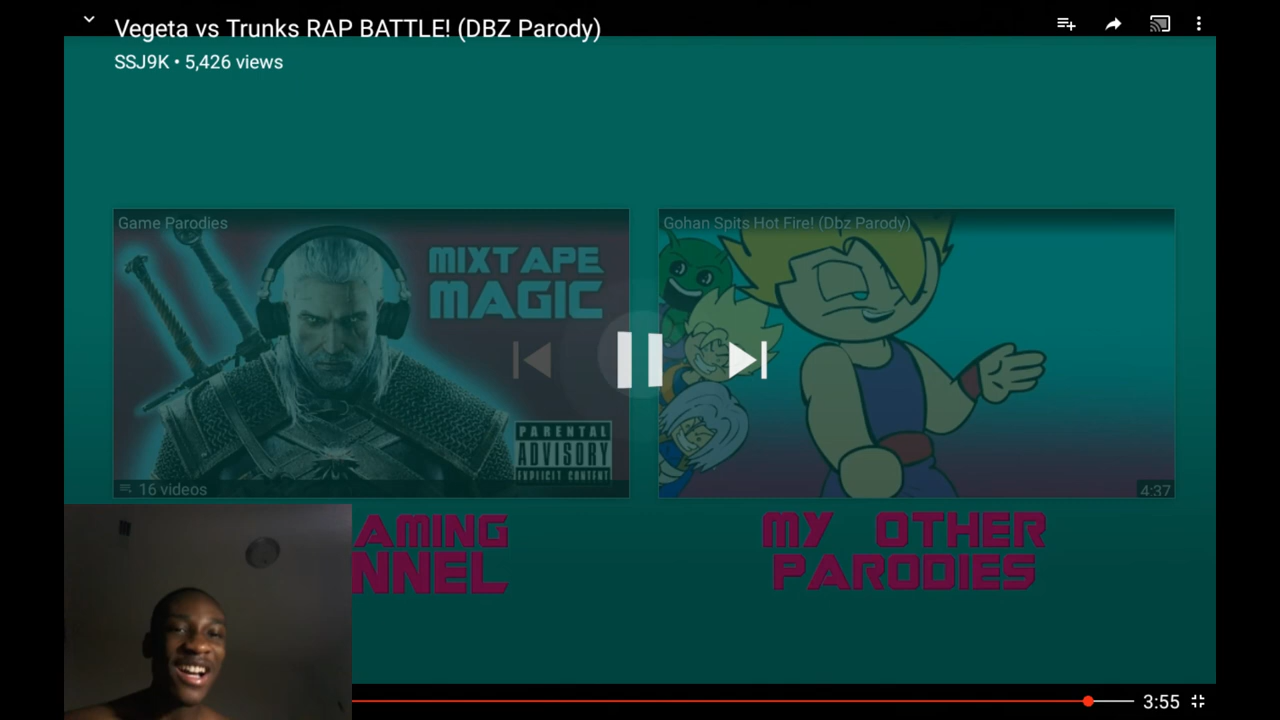 Vegeta vs Trunks RAP BATTLE! (DBZ Parody)
SSJ9K • 5,426 views
Game Parodies
MIXTAPE
MAGIC
PARENTAL
ADVISORY
EXPLICIT CONTENT
16 videos
Gohan Spits Hot Fire! (Dbz Parody)
4:37
AMING
NNEL
MY OTHER
PARODIES
3:55